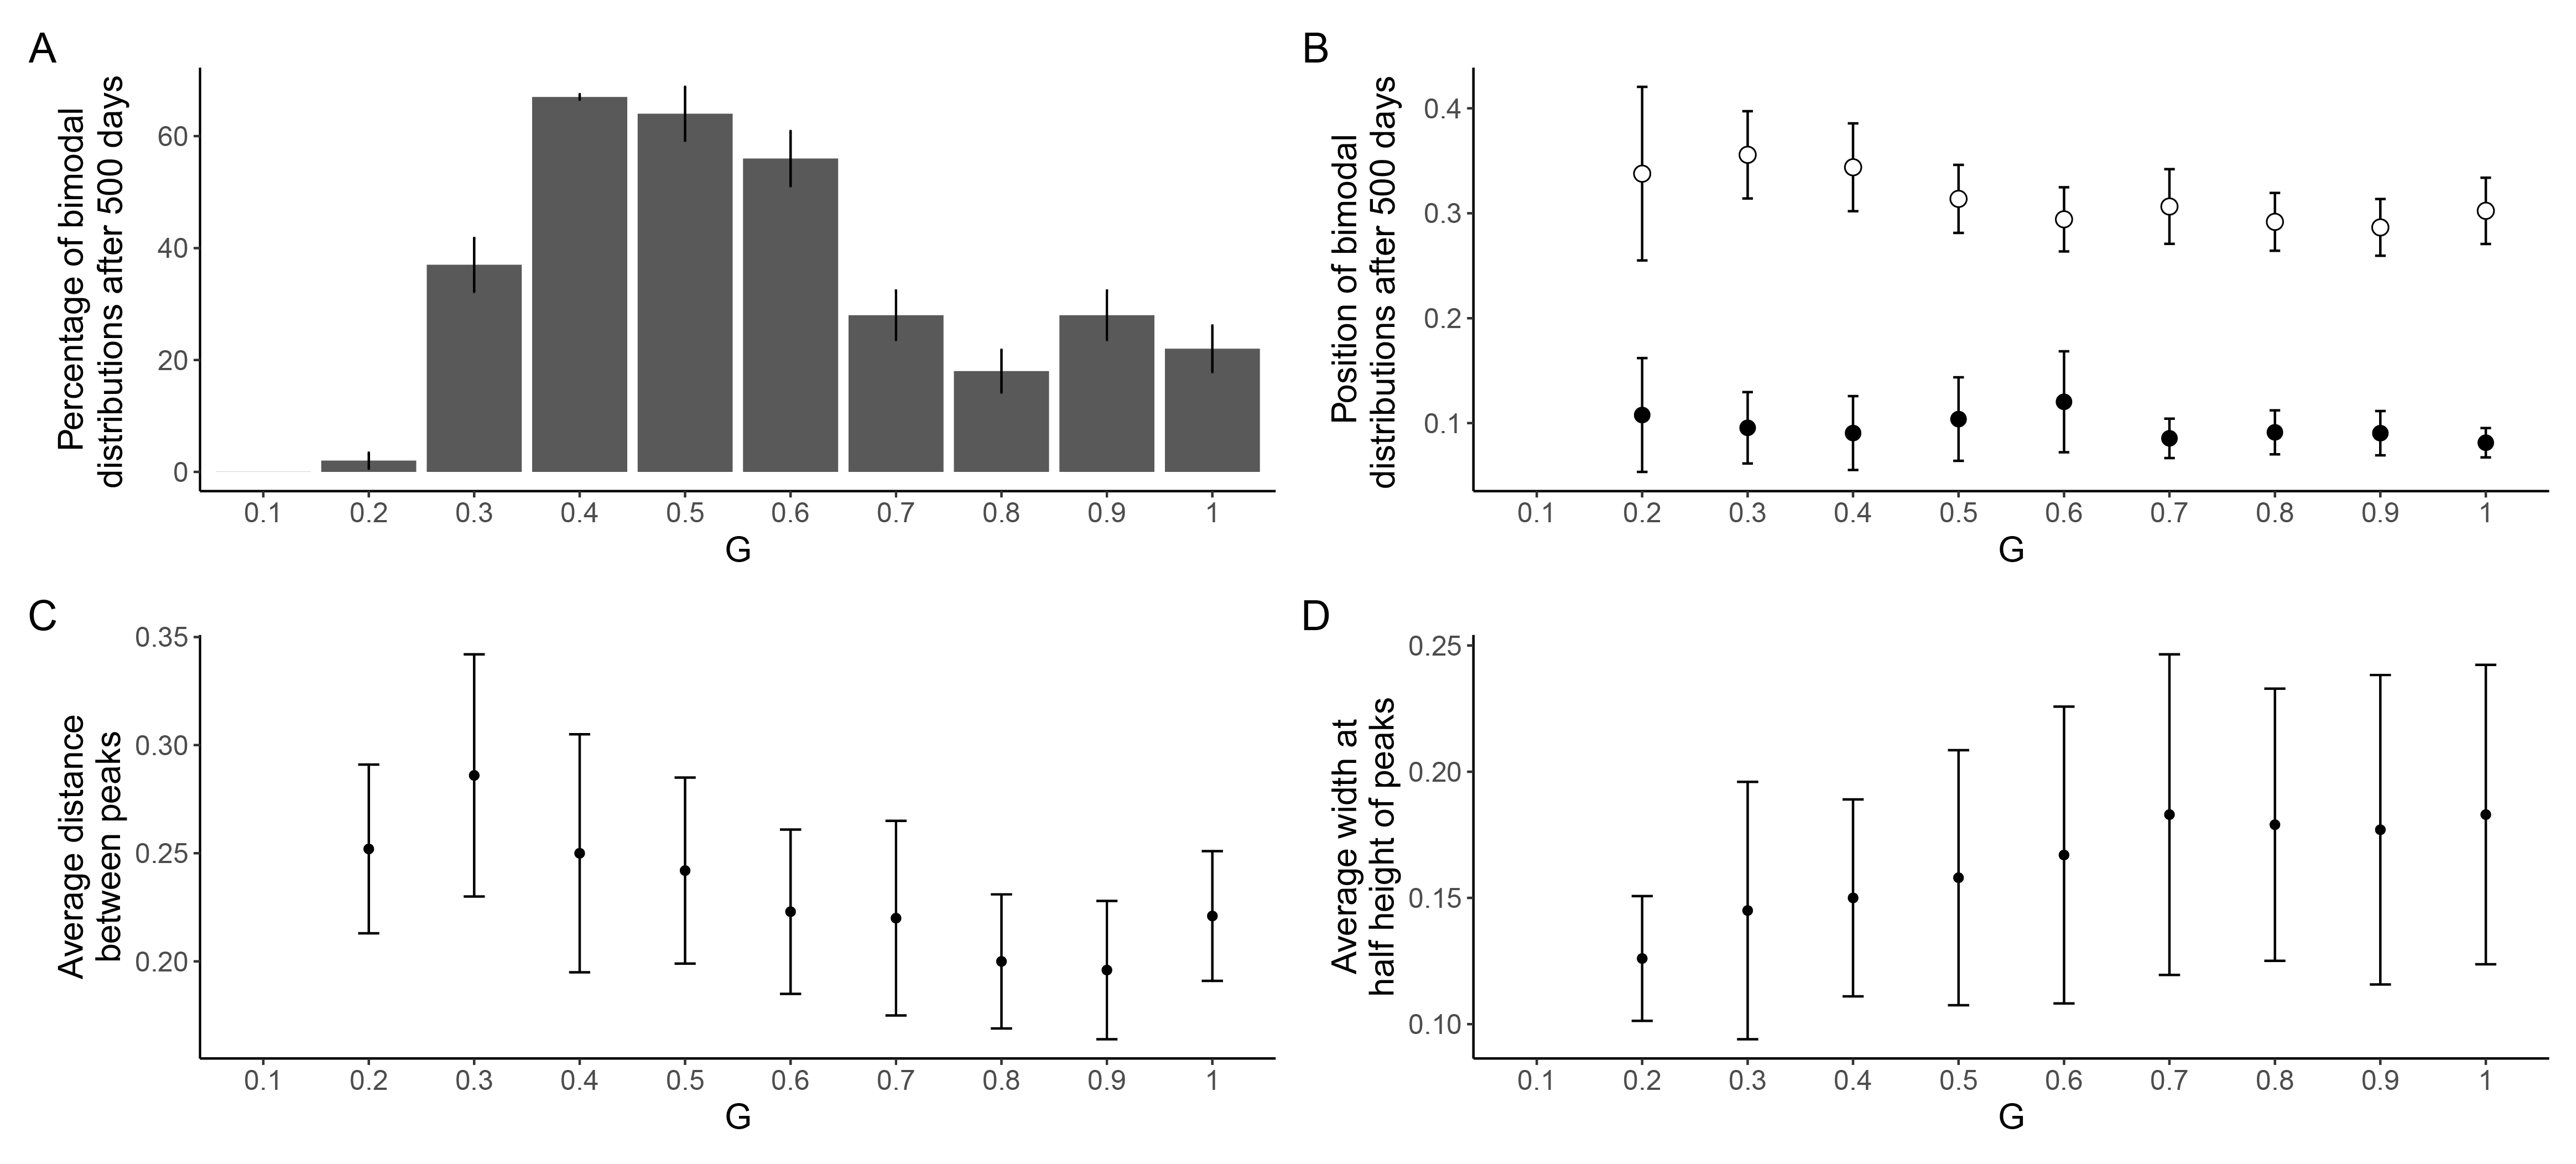 A
Percentage of bimodal
distributions after 500 days
60
40
20
0
0.1 0.2 0.3 0.4 0.5 0.6 0.7 0.8 0.9 1
G
B
Position of bimodal
distributions after 500 days
0.4
0.3
0.2
0.1
0.1 0.2 0.3 0.4 0.5 0.6 0.7 0.8 0.9 1
G
C
Average distance
between peaks
0.35
0.30
0.25
0.20
0.1 0.2 0.3 0.4 0.5 0.6 0.7 0.8 0.9 1
G
D
Average width at
half height of peaks
0.25
0.20
0.15
0.10
0.1 0.2 0.3 0.4 0.5 0.6 0.7 0.8 0.9 1
G